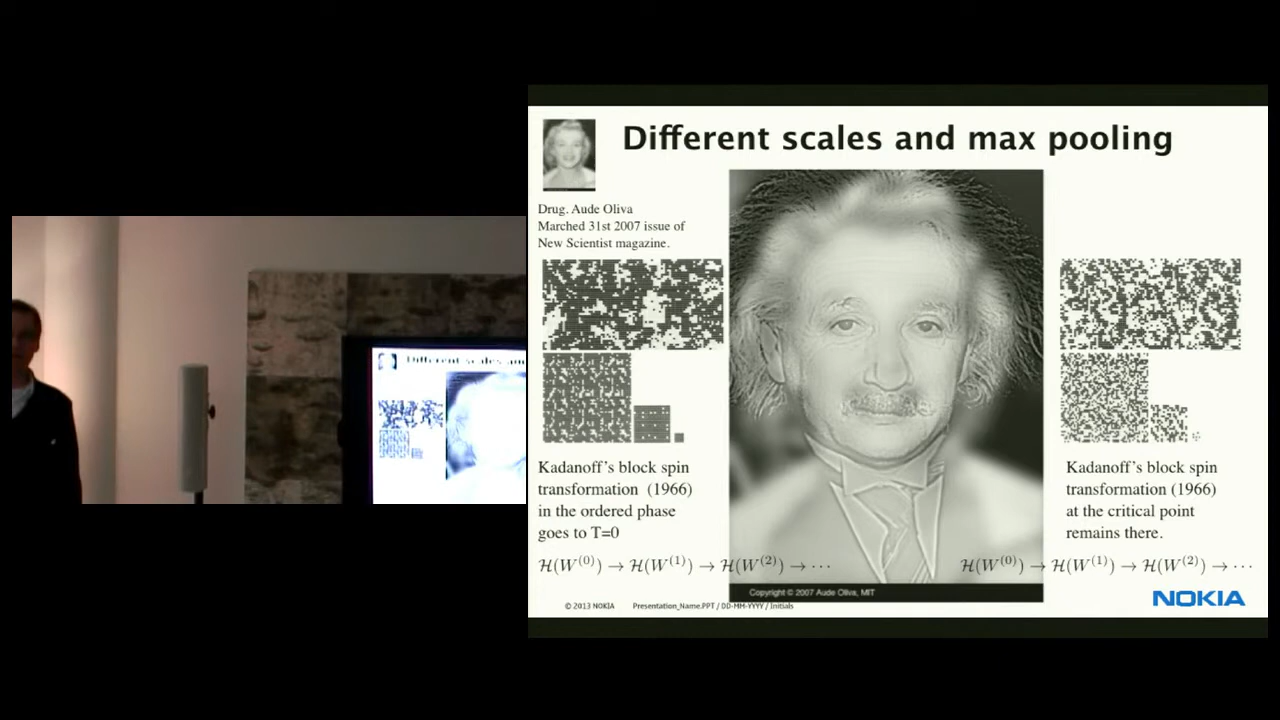 Different scales and max pooling
Drug. Aude Oliva
Marched 31st 2007 issue of
New Scientist magazine.
Kadanoff's block spin
transformation (1966)
in the ordered phase
goes to T=0
Kadanoff's block spin
transformation (1966)
at the critical point
remains there.
ℋ(W⁽⁰⁾) → ℋ(W⁽¹⁾) → ℋ(W⁽²⁾) → ⋯
ℋ(W⁽⁰⁾) → ℋ(W⁽¹⁾) → ℋ(W⁽²⁾) → ⋯
Copyright © 2007 Aude Oliva, MIT
© 2013 NOKIA Presentation_Name.PPT / DD-MM-YYYY / Initials
NOKIA
Different scales an